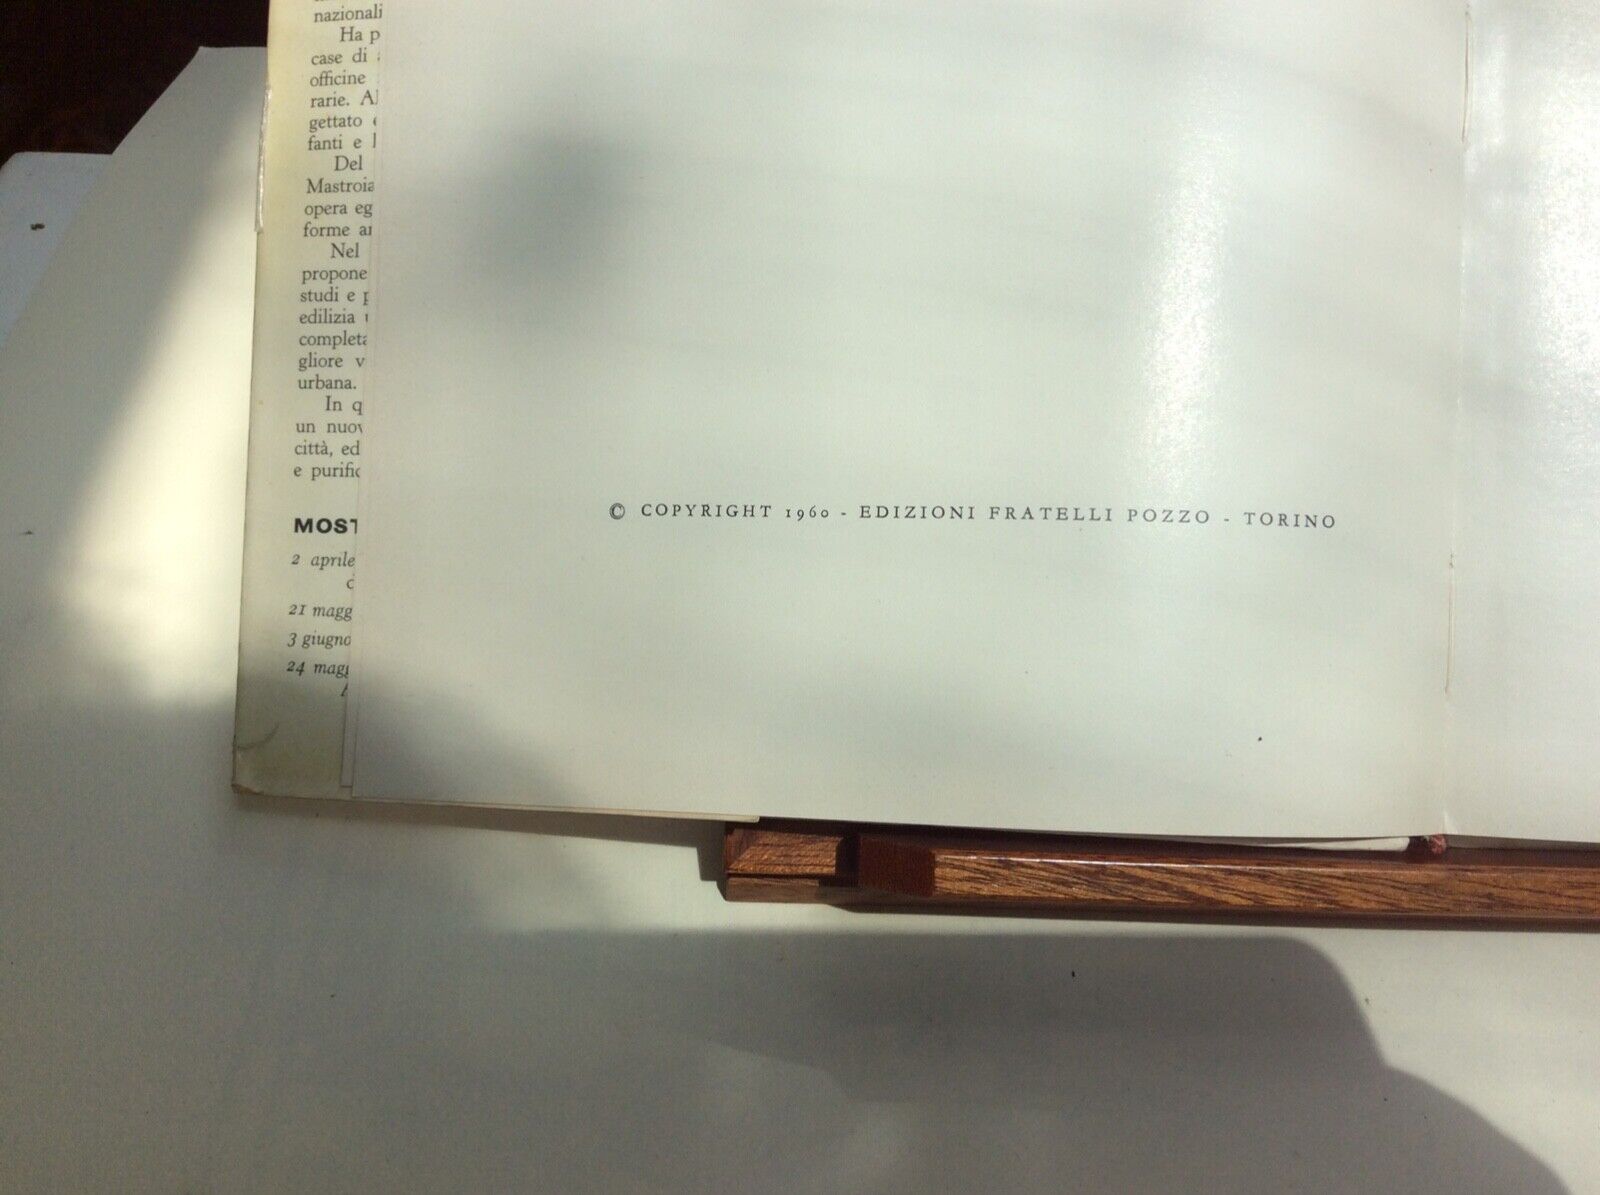 nazionali
Ha p
case di
officine
rarie. Al
gettato
fanti e
Del
Mastroia
opera eg
forme an
Nel
propone
studi e p
edilizia
completa
gliore v
urbana.
In q
un nuov
città, ed
e purific
MOST
2 aprile
d
21 magg
3 giugno
24 magg
© COPYRIGHT 1960 - EDIZIONI FRATELLI POZZO - TORINO